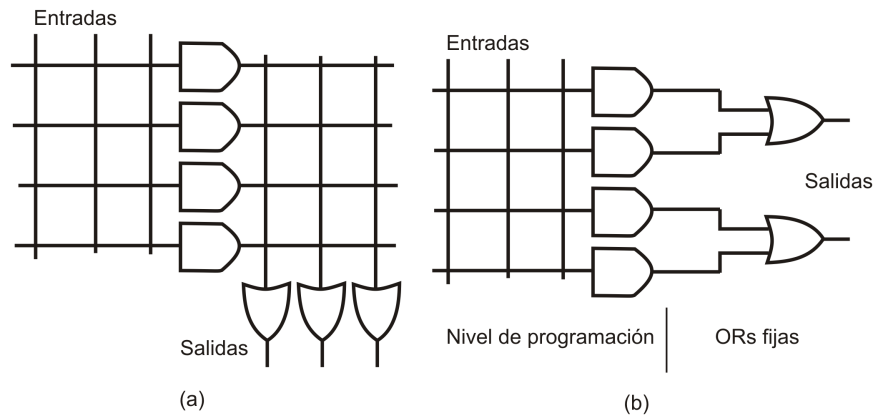 Entradas
Salidas
(a)
Entradas
Salidas
Nivel de programación
ORs fijas
(b)